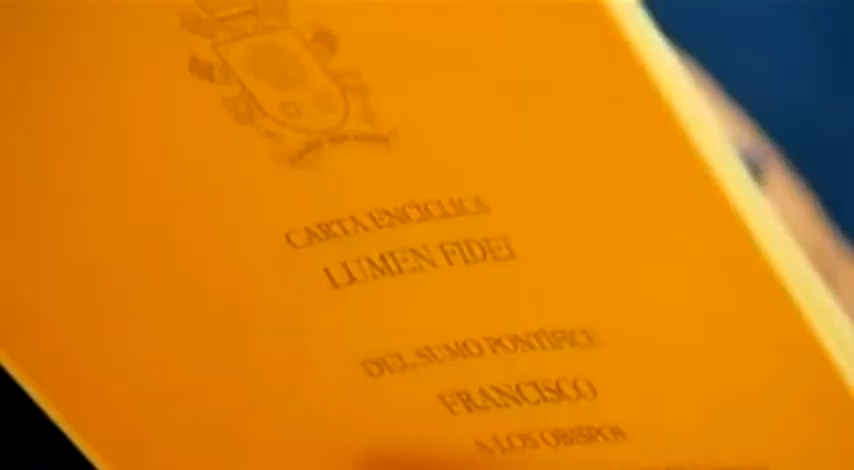 CARTA ENCÍCLICA
LUMEN FIDEI
DEL SUMO PONTÍFICE
FRANCISCO
A LOS OBISPOS